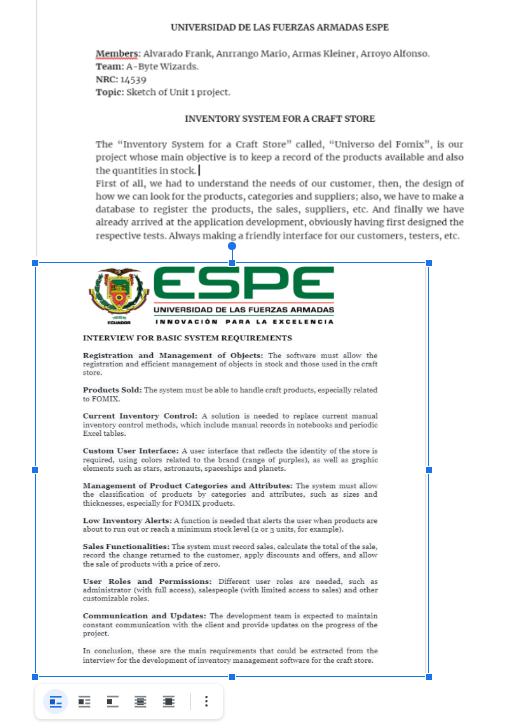 UNIVERSIDAD DE LAS FUERZAS ARMADAS ESPE
Members: Alvarado Frank, Anrrango Mario, Armas Kleiner, Arroyo Alfonso.
Team: A-Byte Wizards.
NRC: 14539
Topic: Sketch of Unit 1 project.
INVENTORY SYSTEM FOR A CRAFT STORE
The “Inventory System for a Craft Store” called, “Universo del Fomix”, is our
project whose main objective is to keep a record of the products available and also
the quantities in stock.
First of all, we had to understand the needs of our customer, then, the design of
how we can look for the products, categories and suppliers; also, we have to make a
database to register the products, the sales, suppliers, etc. And finally we have
already arrived at the application development, obviously having first designed the
respective tests. Always making a friendly interface for our customers, testers, etc.
ESPE
UNIVERSIDAD DE LAS FUERZAS ARMADAS
INNOVACIÓN PARA LA EXCELENCIA
ECUADOR
INTERVIEW FOR BASIC SYSTEM REQUIREMENTS
Registration and Management of Objects: The software must allow the
registration and efficient management of objects in stock and those used in the craft
store.
Products Sold: The system must be able to handle craft products, especially related
to FOMIX.
Current Inventory Control: A solution is needed to replace current manual
inventory control methods, which include manual records in notebooks and periodic
Excel tables.
Custom User Interface: A user interface that reflects the identity of the store is
required, using colors related to the brand (range of purples), as well as graphic
elements such as stars, astronauts, spaceships and planets.
Management of Product Categories and Attributes: The system must allow
the classification of products by categories and attributes, such as sizes and
thicknesses, especially for FOMIX products.
Low Inventory Alerts: A function is needed that alerts the user when products are
about to run out or reach a minimum stock level (2 or 3 units, for example).
Sales Functionalities: The system must record sales, calculate the total of the sale,
record the change returned to the customer, apply discounts and offers, and allow
the sale of products with a price of zero.
User Roles and Permissions: Different user roles are needed, such as
administrator (with full access), salespeople (with limited access to sales) and other
customizable roles.
Communication and Updates: The development team is expected to maintain
constant communication with the client and provide updates on the progress of the
project.
In conclusion, these are the main requirements that could be extracted from the
interview for the development of inventory management software for the craft store.